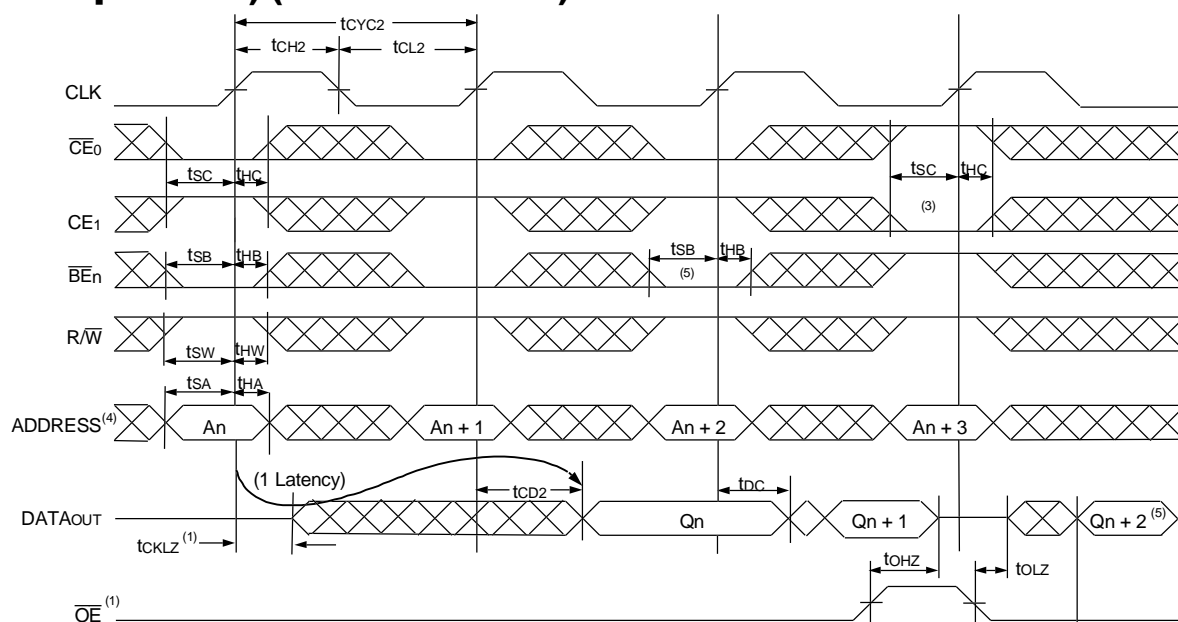 tCYC2
tCH2 tCL2
CLK
CE0
tSC tHC tSC tHC
CE1 (3)
tSB tHB tSB tHB
BEn (5)
R/W
tSW tHW
tSA tHA
ADDRESS(4) An An + 1 An + 2 An + 3
(1 Latency) tCD2 tDC
DATAOUT Qn Qn + 1 Qn + 2 (5)
tCKLZ (1)
tOHZ tOLZ
OE (1)